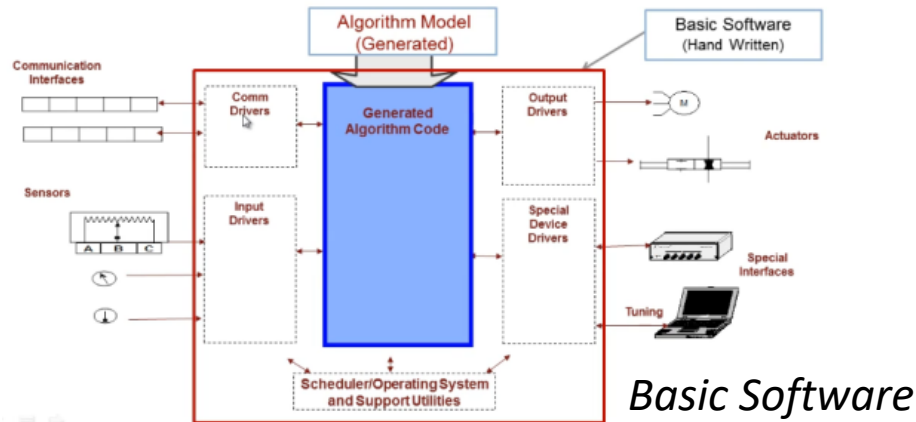 Algorithm Model
(Generated)
Basic Software
(Hand Written)
Communication
Interfaces
Comm
Drivers
Generated
Algorithm Code
Output
Drivers
M
Actuators
Sensors
A B C
Input
Drivers
Special
Device
Drivers
Special
Interfaces
Tuning
Scheduler/Operating System
and Support Utilities
Basic Software